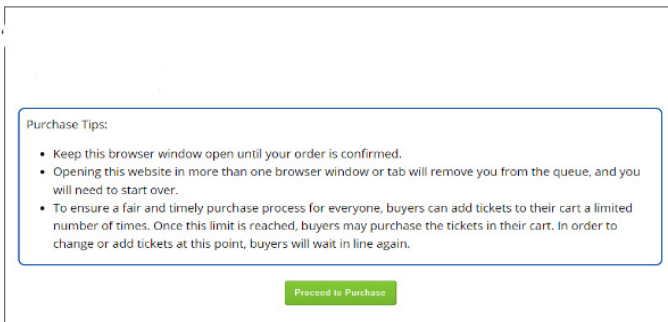 Purchase Tips:
• Keep this browser window open until your order is confirmed.
• Opening this website in more than one browser window or tab will remove you from the queue, and you
will need to start over.
• To ensure a fair and timely purchase process for everyone, buyers can add tickets to their cart a limited
number of times. Once this limit is reached, buyers may purchase the tickets in their cart. In order to
change or add tickets at this point, buyers will wait in line again.
Proceed to Purchase